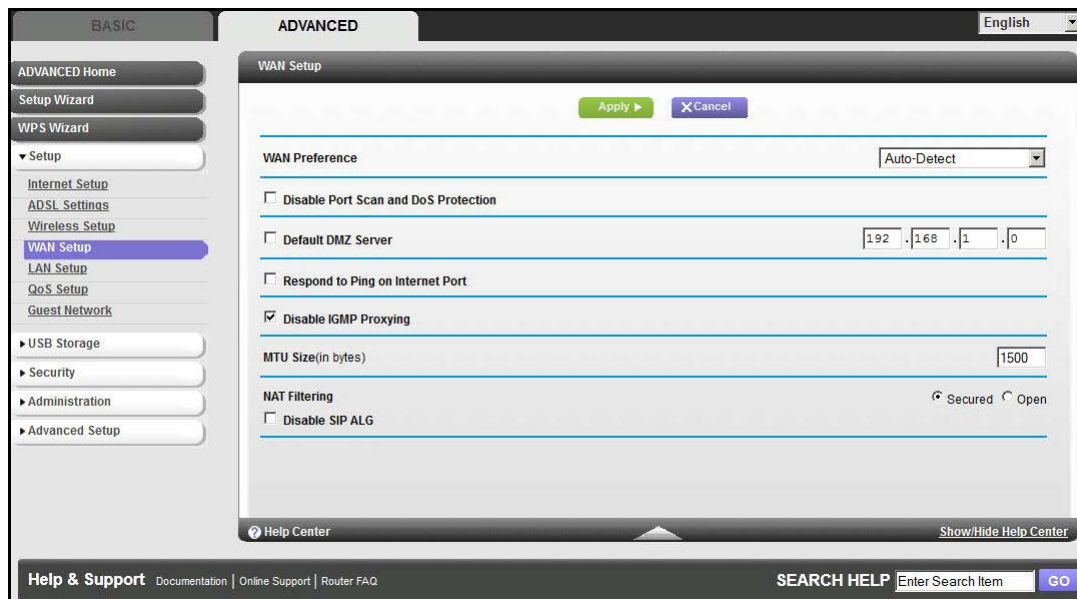 BASIC
ADVANCED
English
ADVANCED Home
Setup Wizard
WPS Wizard
Setup
Internet Setup
ADSL Settings
Wireless Setup
WAN Setup
LAN Setup
QoS Setup
Guest Network
USB Storage
Security
Administration
Advanced Setup
WAN Setup
Apply
Cancel
WAN Preference Auto-Detect
Disable Port Scan and DoS Protection
Default DMZ Server 192 .168 .1 .0
Respond to Ping on Internet Port
Disable IGMP Proxying
MTU Size(in bytes) 1500
NAT Filtering Secured Open
Disable SIP ALG
Help Center
Show/Hide Help Center
Help & Support Documentation | Online Support | Router FAQ
SEARCH HELP Enter Search Item GO